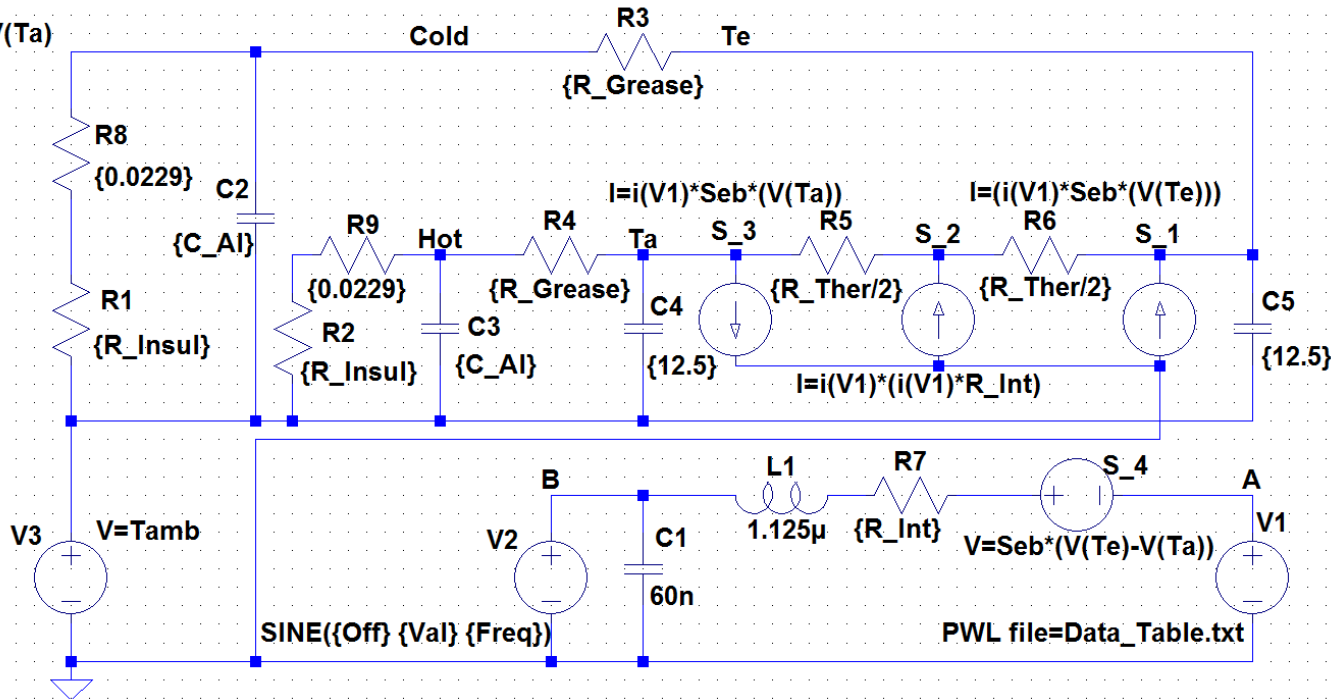 V(Ta)
Cold
R3
Te
{R_Grease}
R8
{0.0229}
C2
{C_Al}
I=i(V1)*Seb*(V(Ta))
I=(i(V1)*Seb*(V(Te)))
R9
Hot
R4
Ta
S_3
R5
S_2
R6
S_1
{0.0229}
{R_Grease}
{R_Ther/2}
{R_Ther/2}
R1
{R_Insul}
R2
{R_Insul}
C3
{C_Al}
C4
{12.5}
C5
{12.5}
I=i(V1)*(i(V1)*R_Int)
B
L1
R7
S_4
A
V3
V=Tamb
V2
C1
1.125µ
{R_Int}
V=Seb*(V(Te)-V(Ta))
V1
60n
SINE({Off} {Val} {Freq})
PWL file=Data_Table.txt